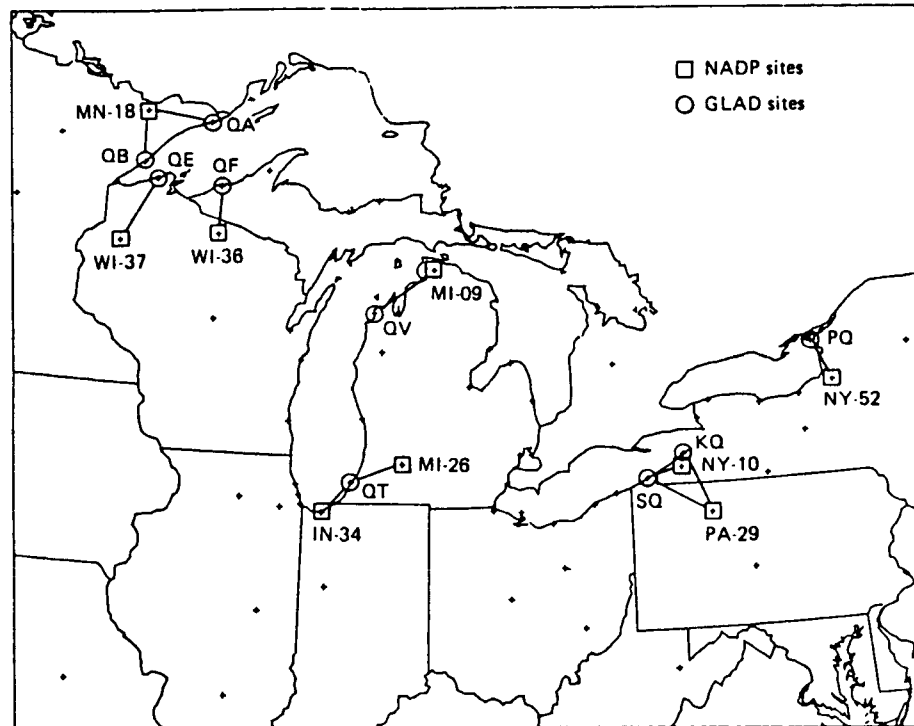 NADP sites
GLAD sites
MN-18
QA
QB
QE
QF
WI-37
WI-36
MI-09
QV
PQ
NY-52
KQ
MI-26
NY-10
QT
SQ
IN-34
PA-29